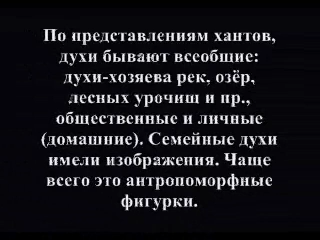 По представлениям хантов,
духи бывают всеобщие:
духи-хозяева рек, озёр,
лесных урочищ и пр.,
общественные и личные
(домашние). Семейные духи
имели изображения. Чаще
всего это антропоморфные
фигурки.